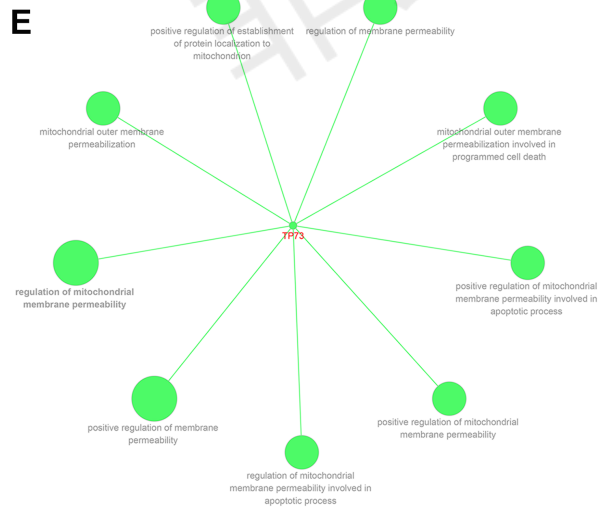 E
positive regulation of establishment
of protein localization to
mitochondrion
regulation of membrane permeability
mitochondrial outer membrane
permeabilization
mitochondrial outer membrane
permeabilization involved in
programmed cell death
TP73
regulation of mitochondrial
membrane permeability
positive regulation of mitochondrial
membrane permeability involved in
apoptotic process
positive regulation of membrane
permeability
positive regulation of mitochondrial
membrane permeability
regulation of mitochondrial
membrane permeability involved in
apoptotic process